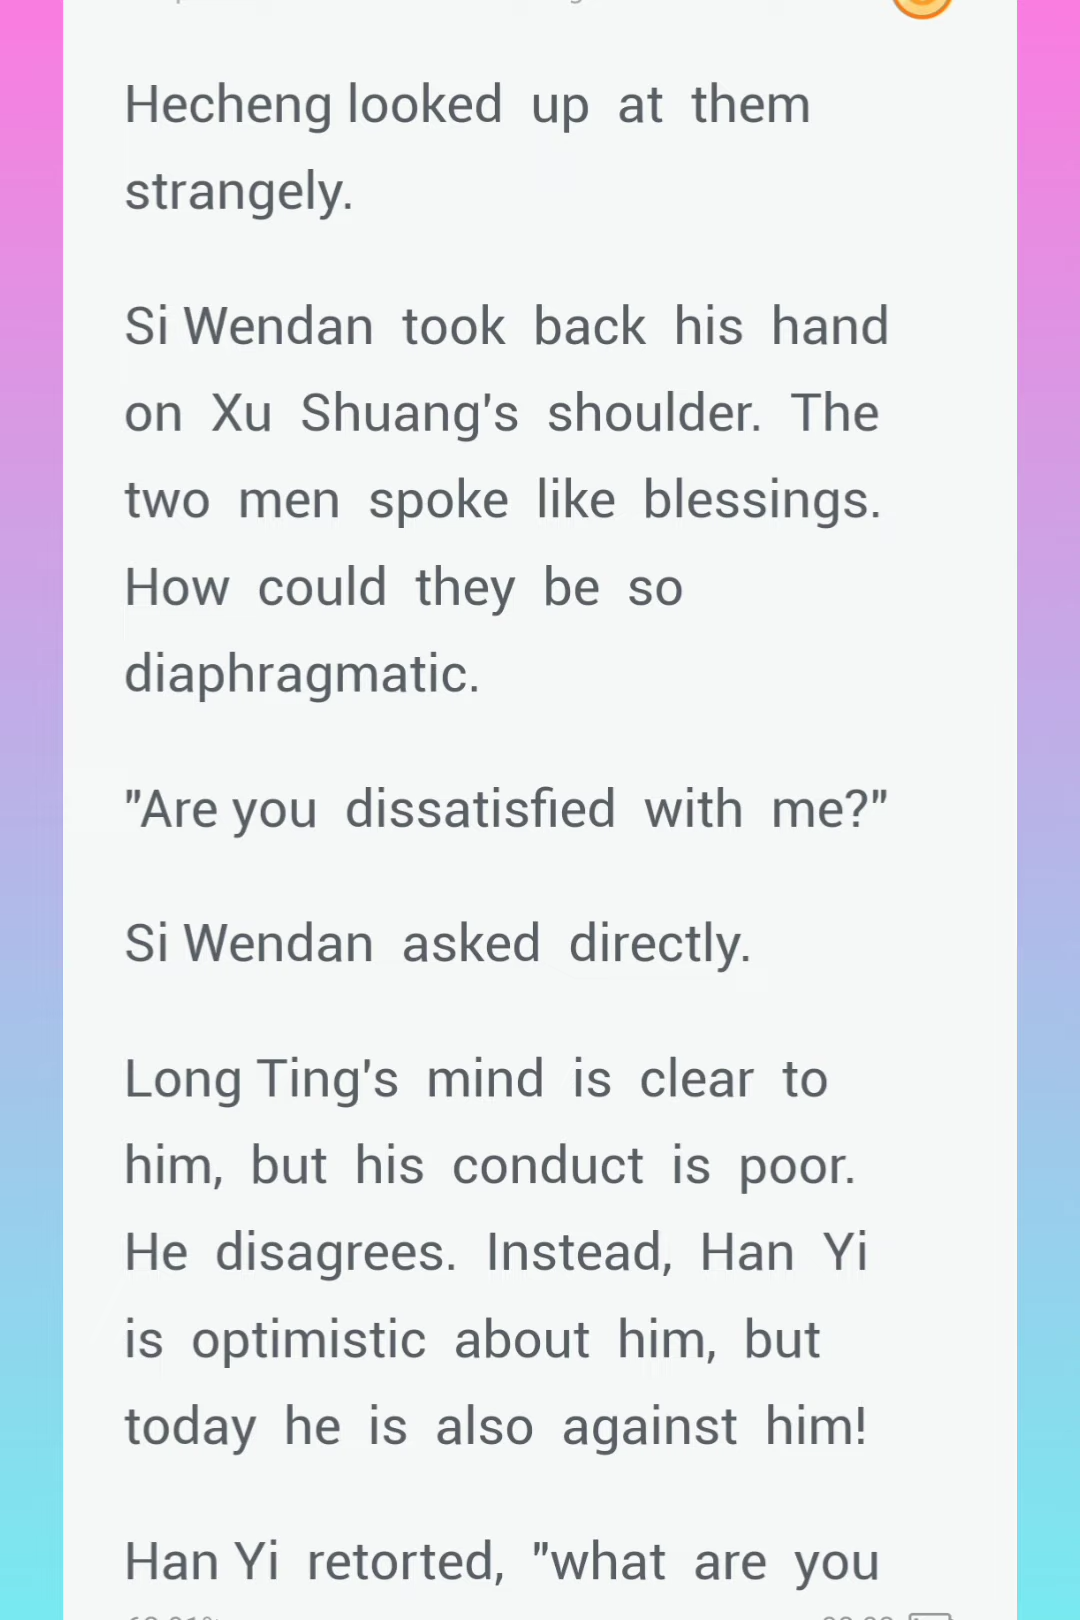 Hecheng looked up at them
strangely.
Si Wendan took back his hand
on Xu Shuang's shoulder. The
two men spoke like blessings.
How could they be so
diaphragmatic.
"Are you dissatisfied with me?"
Si Wendan asked directly.
Long Ting's mind is clear to
him, but his conduct is poor.
He disagrees. Instead, Han Yi
is optimistic about him, but
today he is also against him!
Han Yi retorted, "what are you